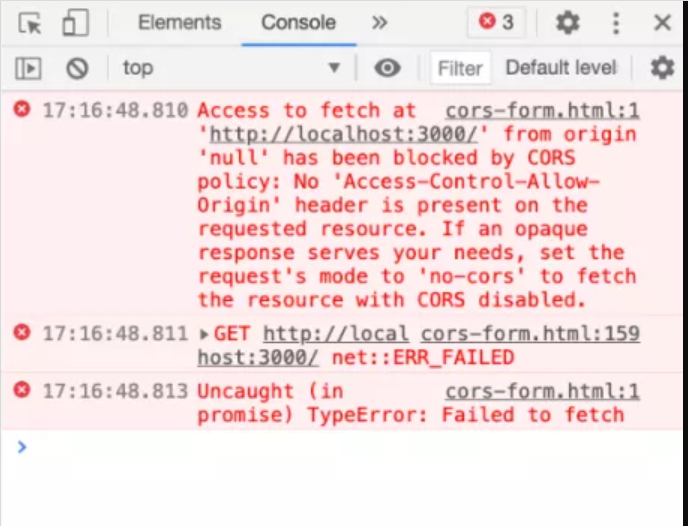 Elements Console » 3
top ▼ Filter Default level
17:16:48.810 Access to fetch at cors-form.html:1
'http://localhost:3000/' from origin
'null' has been blocked by CORS
policy: No 'Access-Control-Allow-
Origin' header is present on the
requested resource. If an opaque
response serves your needs, set the
request's mode to 'no-cors' to fetch
the resource with CORS disabled.
17:16:48.811 ▸GET http://local cors-form.html:159
host:3000/ net::ERR_FAILED
17:16:48.813 Uncaught (in cors-form.html:1
promise) TypeError: Failed to fetch